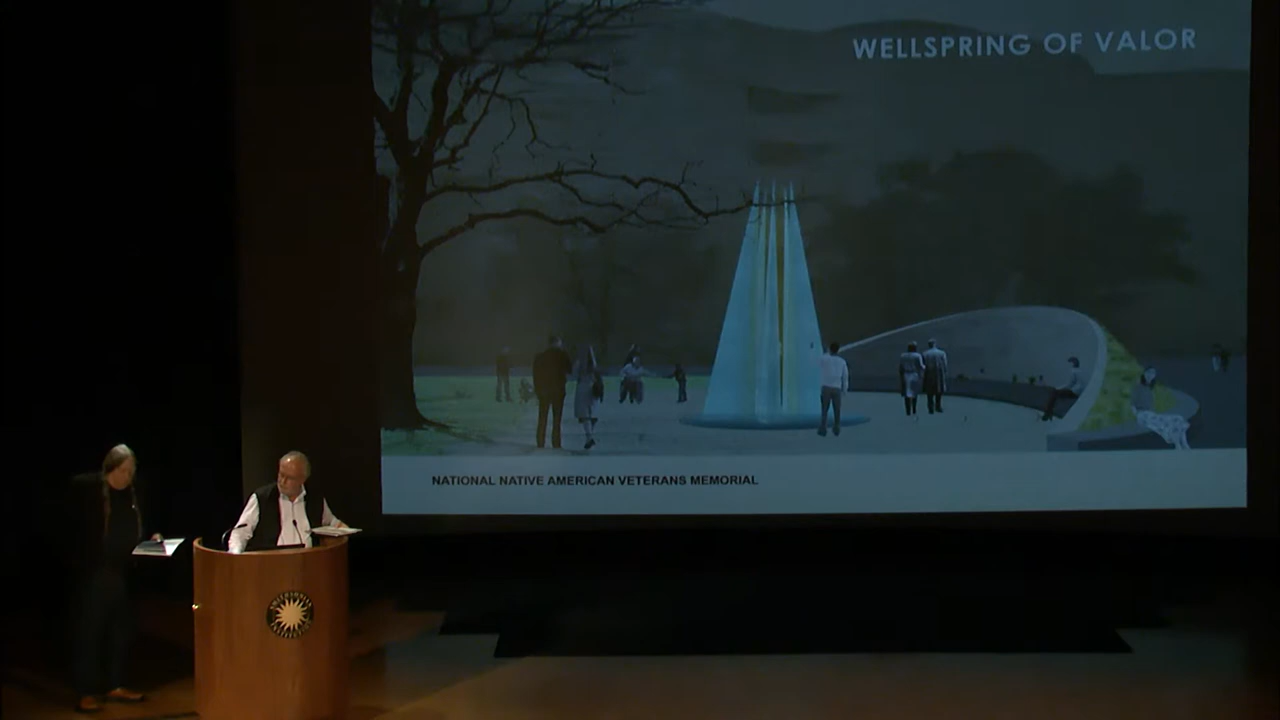 WELLSPRING OF VALOR
NATIONAL NATIVE AMERICAN VETERANS MEMORIAL